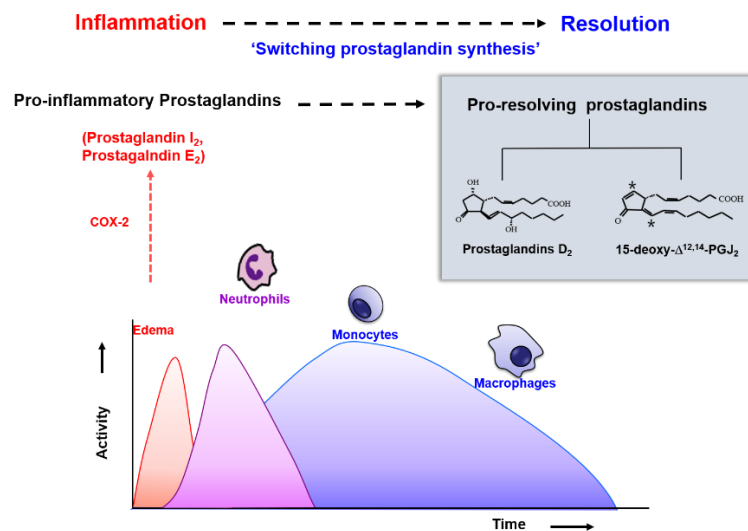 Inflammation
Resolution
‘Switching prostaglandin synthesis’
Pro-inflammatory Prostaglandins
Pro-resolving prostaglandins
(Prostaglandin I₂,
Prostagalndin E₂)
COX-2
OH
COOH
O
OH
Prostaglandins D₂
*
COOH
O
*
15-deoxy-Δ¹²,¹⁴-PGJ₂
Neutrophils
Monocytes
Macrophages
Edema
Activity
Time